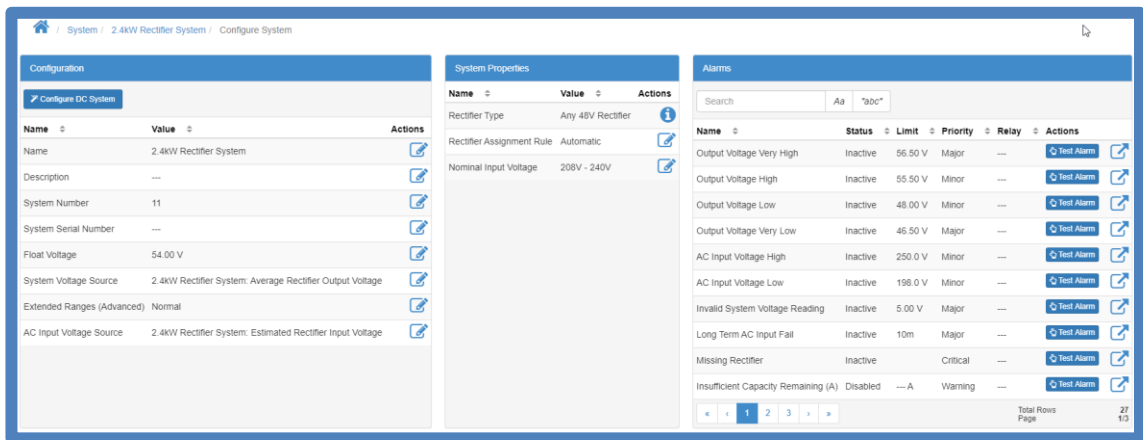 / System / 2.4kW Rectifier System / Configure System
Configuration
Configure DC System
Name Value Actions
Name 2.4kW Rectifier System
Description ---
System Number 11
System Serial Number ---
Float Voltage 54.00 V
System Voltage Source 2.4kW Rectifier System: Average Rectifier Output Voltage
Extended Ranges (Advanced) Normal
AC Input Voltage Source 2.4kW Rectifier System: Estimated Rectifier Input Voltage
System Properties
Name Value Actions
Rectifier Type Any 48V Rectifier
Rectifier Assignment Rule Automatic
Nominal Input Voltage 208V - 240V
Alarms
Search Aa "abc"
Name Status Limit Priority Relay Actions
Output Voltage Very High Inactive 56.50 V Major --- Test Alarm
Output Voltage High Inactive 55.50 V Minor --- Test Alarm
Output Voltage Low Inactive 48.00 V Minor --- Test Alarm
Output Voltage Very Low Inactive 46.50 V Major --- Test Alarm
AC Input Voltage High Inactive 250.0 V Minor --- Test Alarm
AC Input Voltage Low Inactive 198.0 V Minor --- Test Alarm
Invalid System Voltage Reading Inactive 5.00 V Major --- Test Alarm
Long Term AC Input Fail Inactive 10m Major --- Test Alarm
Missing Rectifier Inactive Critical --- Test Alarm
Insufficient Capacity Remaining (A) Disabled --- A Warning --- Test Alarm
« ‹ 1 2 3 › »
Total Rows 27
Page 1/3